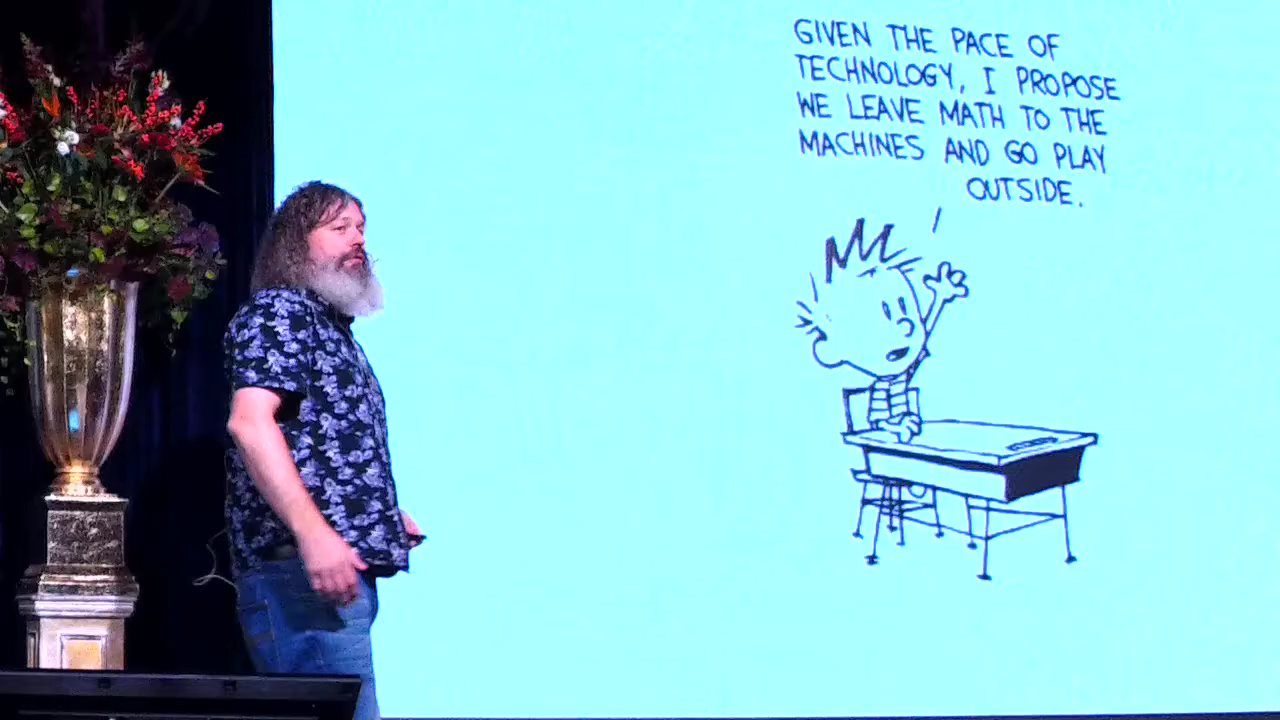 GIVEN THE PACE OF
TECHNOLOGY, I PROPOSE
WE LEAVE MATH TO THE
MACHINES AND GO PLAY
OUTSIDE.